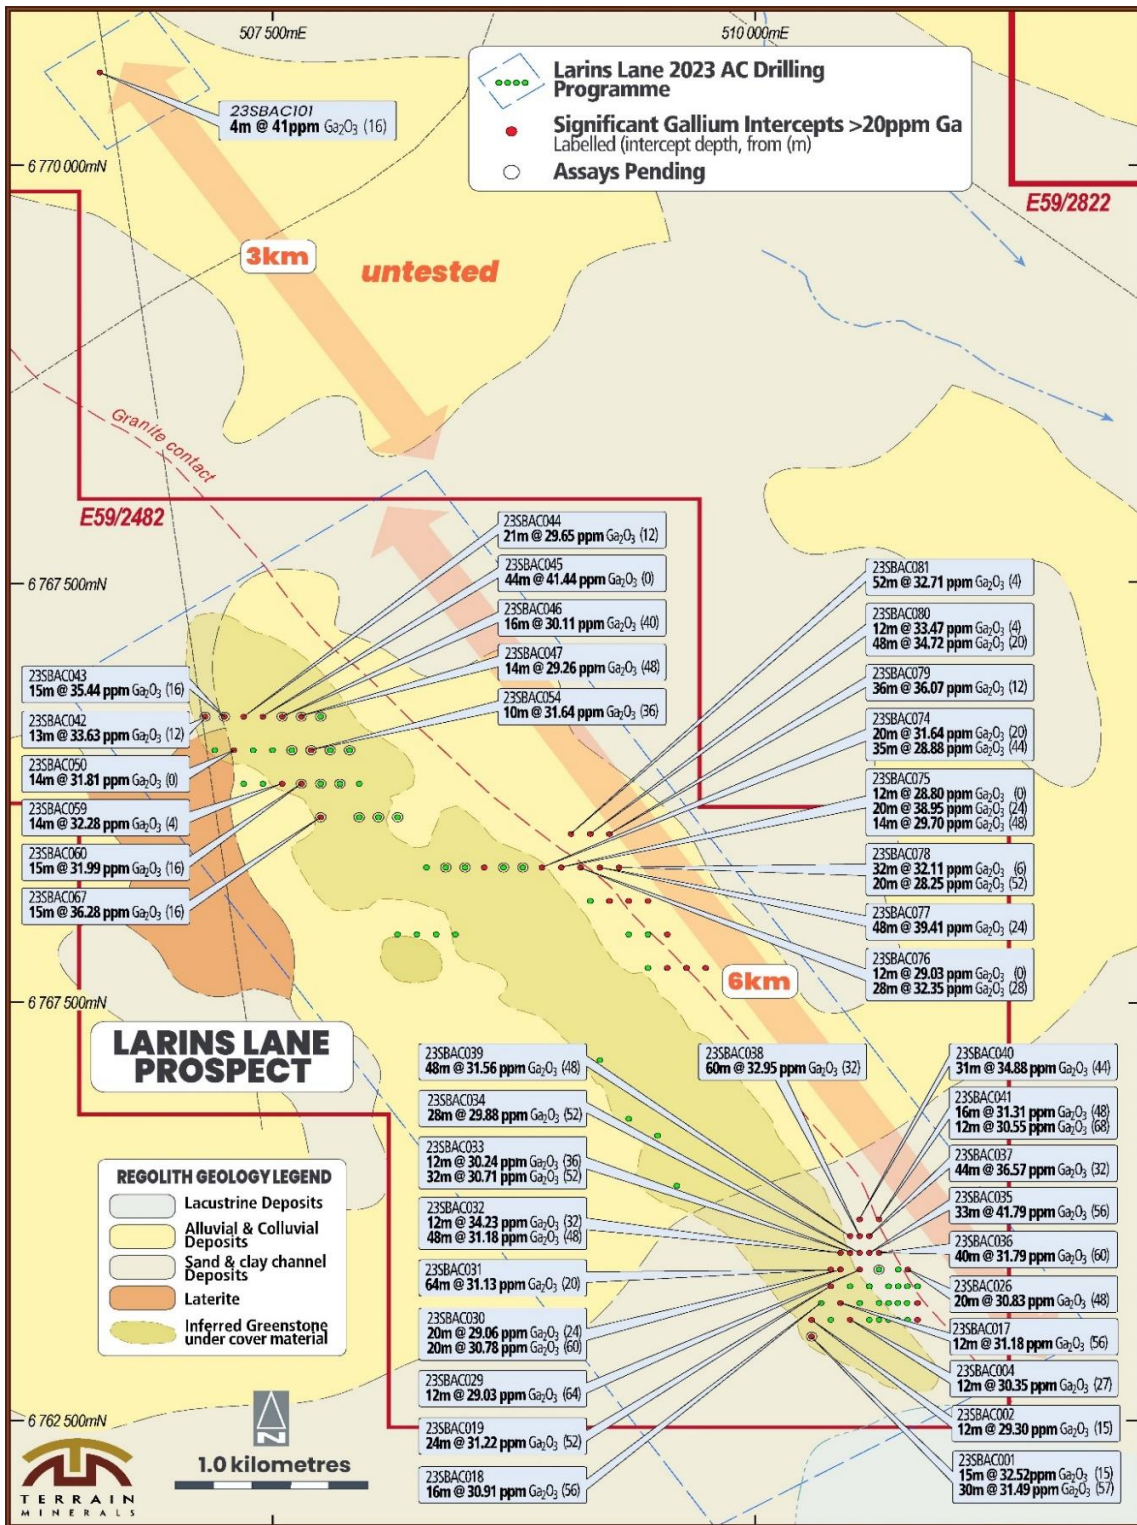 507 500mE
510 000mE
Larins Lane 2023 AC Drilling
Programme
Significant Gallium Intercepts >20ppm Ga
Labelled (intercept depth, from (m)
Assays Pending
23SBAC101
4m @ 41ppm Ga₂O₃ (16)
6 770 000mN
E59/2822
3km
untested
Granite contact
E59/2482
6 767 500mN
23SBAC044
21m @ 29.65 ppm Ga₂O₃ (12)
23SBAC045
44m @ 41.44 ppm Ga₂O₃ (0)
23SBAC046
16m @ 30.11 ppm Ga₂O₃ (40)
23SBAC047
14m @ 29.26 ppm Ga₂O₃ (48)
23SBAC054
10m @ 31.64 ppm Ga₂O₃ (36)
23SBAC081
52m @ 32.71 ppm Ga₂O₃ (4)
23SBAC080
12m @ 33.47 ppm Ga₂O₃ (4)
48m @ 34.72 ppm Ga₂O₃ (20)
23SBAC079
36m @ 36.07 ppm Ga₂O₃ (12)
23SBAC074
20m @ 31.64 ppm Ga₂O₃ (20)
35m @ 28.88 ppm Ga₂O₃ (44)
23SBAC075
12m @ 28.80 ppm Ga₂O₃ (0)
20m @ 38.95 ppm Ga₂O₃ (24)
14m @ 29.70 ppm Ga₂O₃ (48)
23SBAC078
32m @ 32.11 ppm Ga₂O₃ (6)
20m @ 28.25 ppm Ga₂O₃ (52)
23SBAC077
48m @ 39.41 ppm Ga₂O₃ (24)
23SBAC076
12m @ 29.03 ppm Ga₂O₃ (0)
28m @ 32.35 ppm Ga₂O₃ (28)
23SBAC043
15m @ 35.44 ppm Ga₂O₃ (16)
23SBAC042
13m @ 33.63 ppm Ga₂O₃ (12)
23SBAC050
14m @ 31.81 ppm Ga₂O₃ (0)
23SBAC059
14m @ 32.28 ppm Ga₂O₃ (4)
23SBAC060
15m @ 31.99 ppm Ga₂O₃ (16)
23SBAC067
15m @ 36.28 ppm Ga₂O₃ (16)
6km
6 767 500mN
LARINS LANE
PROSPECT
23SBAC039
48m @ 31.56 ppm Ga₂O₃ (48)
23SBAC034
28m @ 29.88 ppm Ga₂O₃ (52)
23SBAC033
12m @ 30.24 ppm Ga₂O₃ (36)
32m @ 30.71 ppm Ga₂O₃ (52)
23SBAC032
12m @ 34.23 ppm Ga₂O₃ (32)
48m @ 31.18 ppm Ga₂O₃ (48)
23SBAC031
64m @ 31.13 ppm Ga₂O₃ (20)
23SBAC030
20m @ 29.06 ppm Ga₂O₃ (24)
20m @ 30.78 ppm Ga₂O₃ (60)
23SBAC029
12m @ 29.03 ppm Ga₂O₃ (64)
23SBAC019
24m @ 31.22 ppm Ga₂O₃ (52)
23SBAC018
16m @ 30.91 ppm Ga₂O₃ (56)
23SBAC038
60m @ 32.95 ppm Ga₂O₃ (32)
23SBAC040
31m @ 34.88 ppm Ga₂O₃ (44)
23SBAC041
16m @ 31.31 ppm Ga₂O₃ (48)
12m @ 30.55 ppm Ga₂O₃ (68)
23SBAC037
44m @ 36.57 ppm Ga₂O₃ (32)
23SBAC035
33m @ 41.79 ppm Ga₂O₃ (56)
23SBAC036
40m @ 31.79 ppm Ga₂O₃ (60)
23SBAC026
20m @ 30.83 ppm Ga₂O₃ (48)
23SBAC017
12m @ 31.18 ppm Ga₂O₃ (56)
23SBAC004
12m @ 30.35 ppm Ga₂O₃ (27)
23SBAC002
12m @ 29.30 ppm Ga₂O₃ (15)
23SBAC001
15m @ 32.52ppm Ga₂O₃ (15)
30m @ 31.49 ppm Ga₂O₃ (57)
REGOLITH GEOLOGY LEGEND
Lacustrine Deposits
Alluvial & Colluvial
Deposits
Sand & clay channel
Deposits
Laterite
Inferred Greenstone
under cover material
6 762 500mN
N
1.0 kilometres
TERRAIN
MINERALS